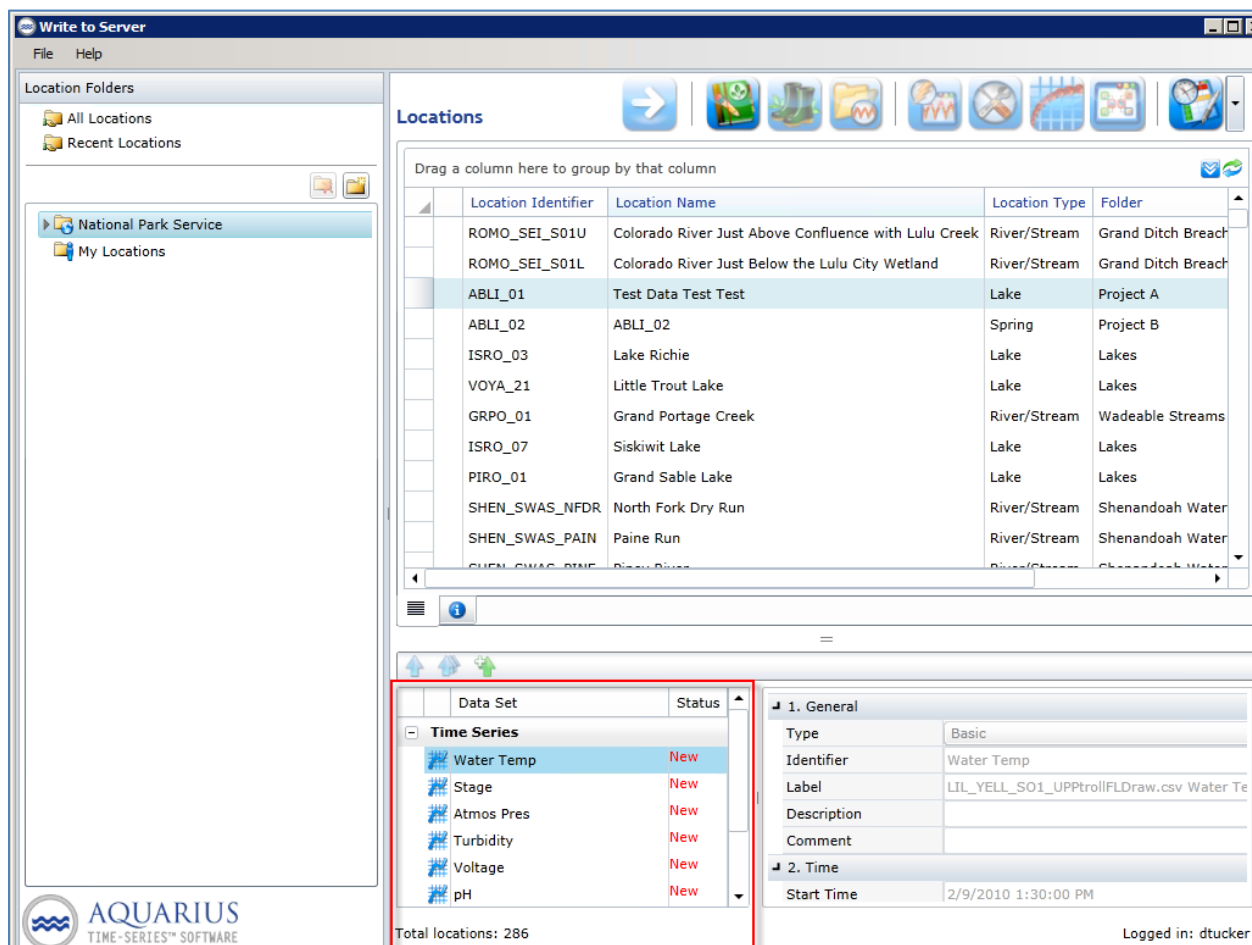 Write to Server
File Help
Location Folders
All Locations
Recent Locations
National Park Service
My Locations
AQUARIUS
TIME-SERIES™ SOFTWARE
Locations
Drag a column here to group by that column
Location Identifier Location Name Location Type Folder
ROMO_SEI_S01U Colorado River Just Above Confluence with Lulu Creek River/Stream Grand Ditch Breach
ROMO_SEI_S01L Colorado River Just Below the Lulu City Wetland River/Stream Grand Ditch Breach
ABLI_01 Test Data Test Test Lake Project A
ABLI_02 ABLI_02 Spring Project B
ISRO_03 Lake Richie Lake Lakes
VOYA_21 Little Trout Lake Lake Lakes
GRPO_01 Grand Portage Creek River/Stream Wadeable Streams
ISRO_07 Siskiwit Lake Lake Lakes
PIRO_01 Grand Sable Lake Lake Lakes
SHEN_SWAS_NFDR North Fork Dry Run River/Stream Shenandoah Water
SHEN_SWAS_PAIN Paine Run River/Stream Shenandoah Water
Data Set Status
Time Series
Water Temp New
Stage New
Atmos Pres New
Turbidity New
Voltage New
pH New
1. General
Type Basic
Identifier Water Temp
Label LIL_YELL_SO1_UPPtrollFLDraw.csv Water Te
Description
Comment
2. Time
Start Time 2/9/2010 1:30:00 PM
Total locations: 286
Logged in: dtucker